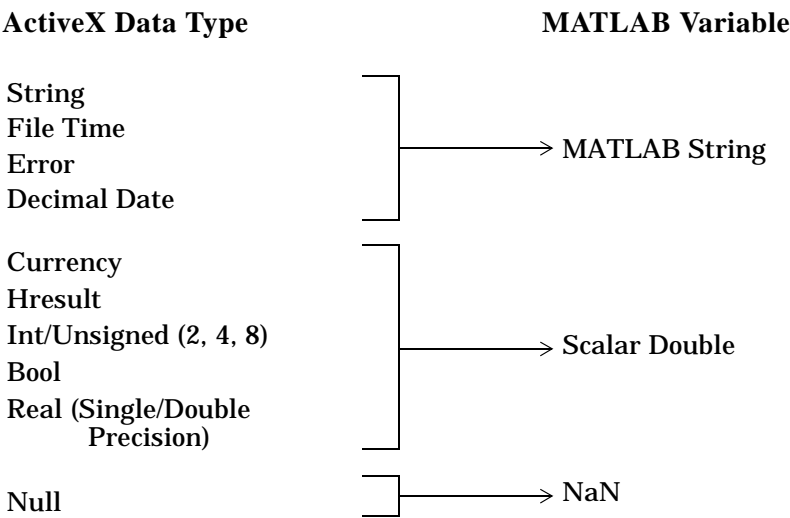 ActiveX Data Type
MATLAB Variable
String
File Time
Error
Decimal Date
MATLAB String
Currency
Hresult
Int/Unsigned (2, 4, 8)
Bool
Real (Single/Double
Precision)
Scalar Double
Null
NaN